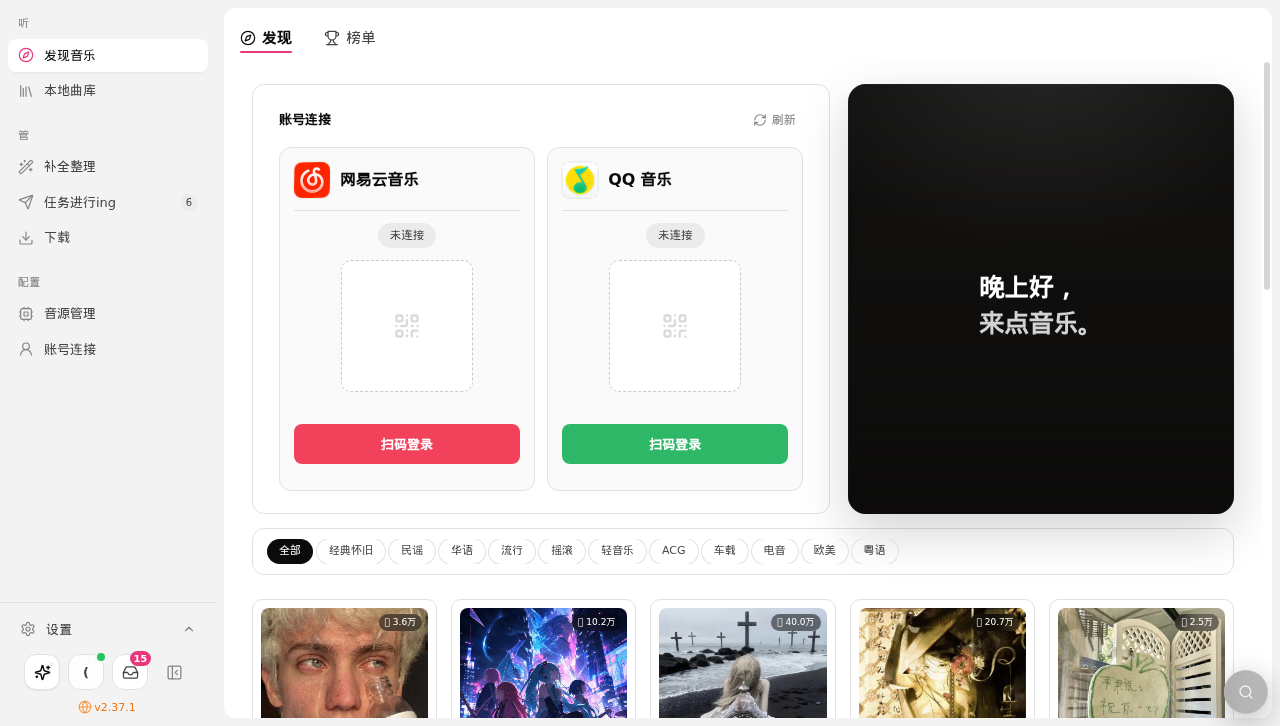 听
发现音乐
本地曲库
管
补全整理
任务进行ing
6
下载
配置
音源管理
账号连接
设置
15
v2.37.1
发现
榜单
账号连接
刷新
网易云音乐
未连接
扫码登录
QQ 音乐
未连接
扫码登录
晚上好，
来点音乐。
全部
经典怀旧
民谣
华语
流行
摇滚
轻音乐
ACG
车载
电音
欧美
粤语
3.6万
10.2万
40.0万
20.7万
2.5万